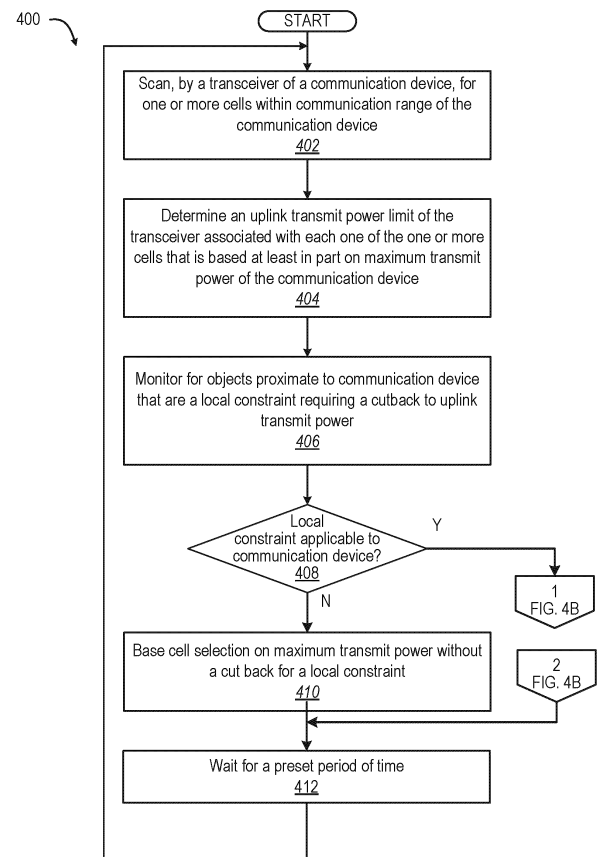 400
START
Scan, by a transceiver of a communication device, for
one or more cells within communication range of the
communication device
402
Determine an uplink transmit power limit of the
transceiver associated with each one of the one or more
cells that is based at least in part on maximum transmit
power of the communication device
404
Monitor for objects proximate to communication device
that are a local constraint requiring a cutback to uplink
transmit power
406
Local
constraint applicable to
communication device?
408
Y
1
FIG. 4B
N
Base cell selection on maximum transmit power without
a cut back for a local constraint
410
2
FIG. 4B
Wait for a preset period of time
412